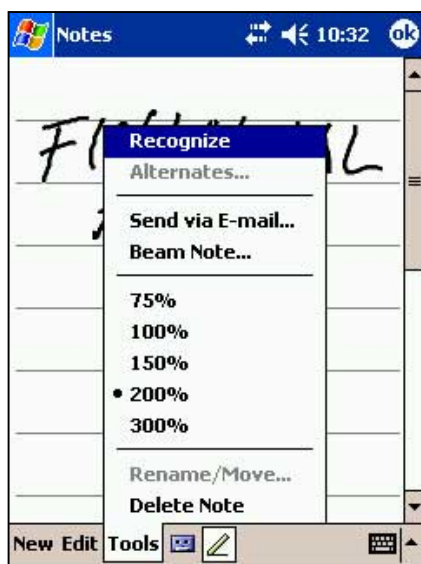 Notes 10:32 ok
Recognize
Alternates...
Send via E-mail...
Beam Note...
75%
100%
150%
200%
300%
Rename/Move...
Delete Note
New Edit Tools